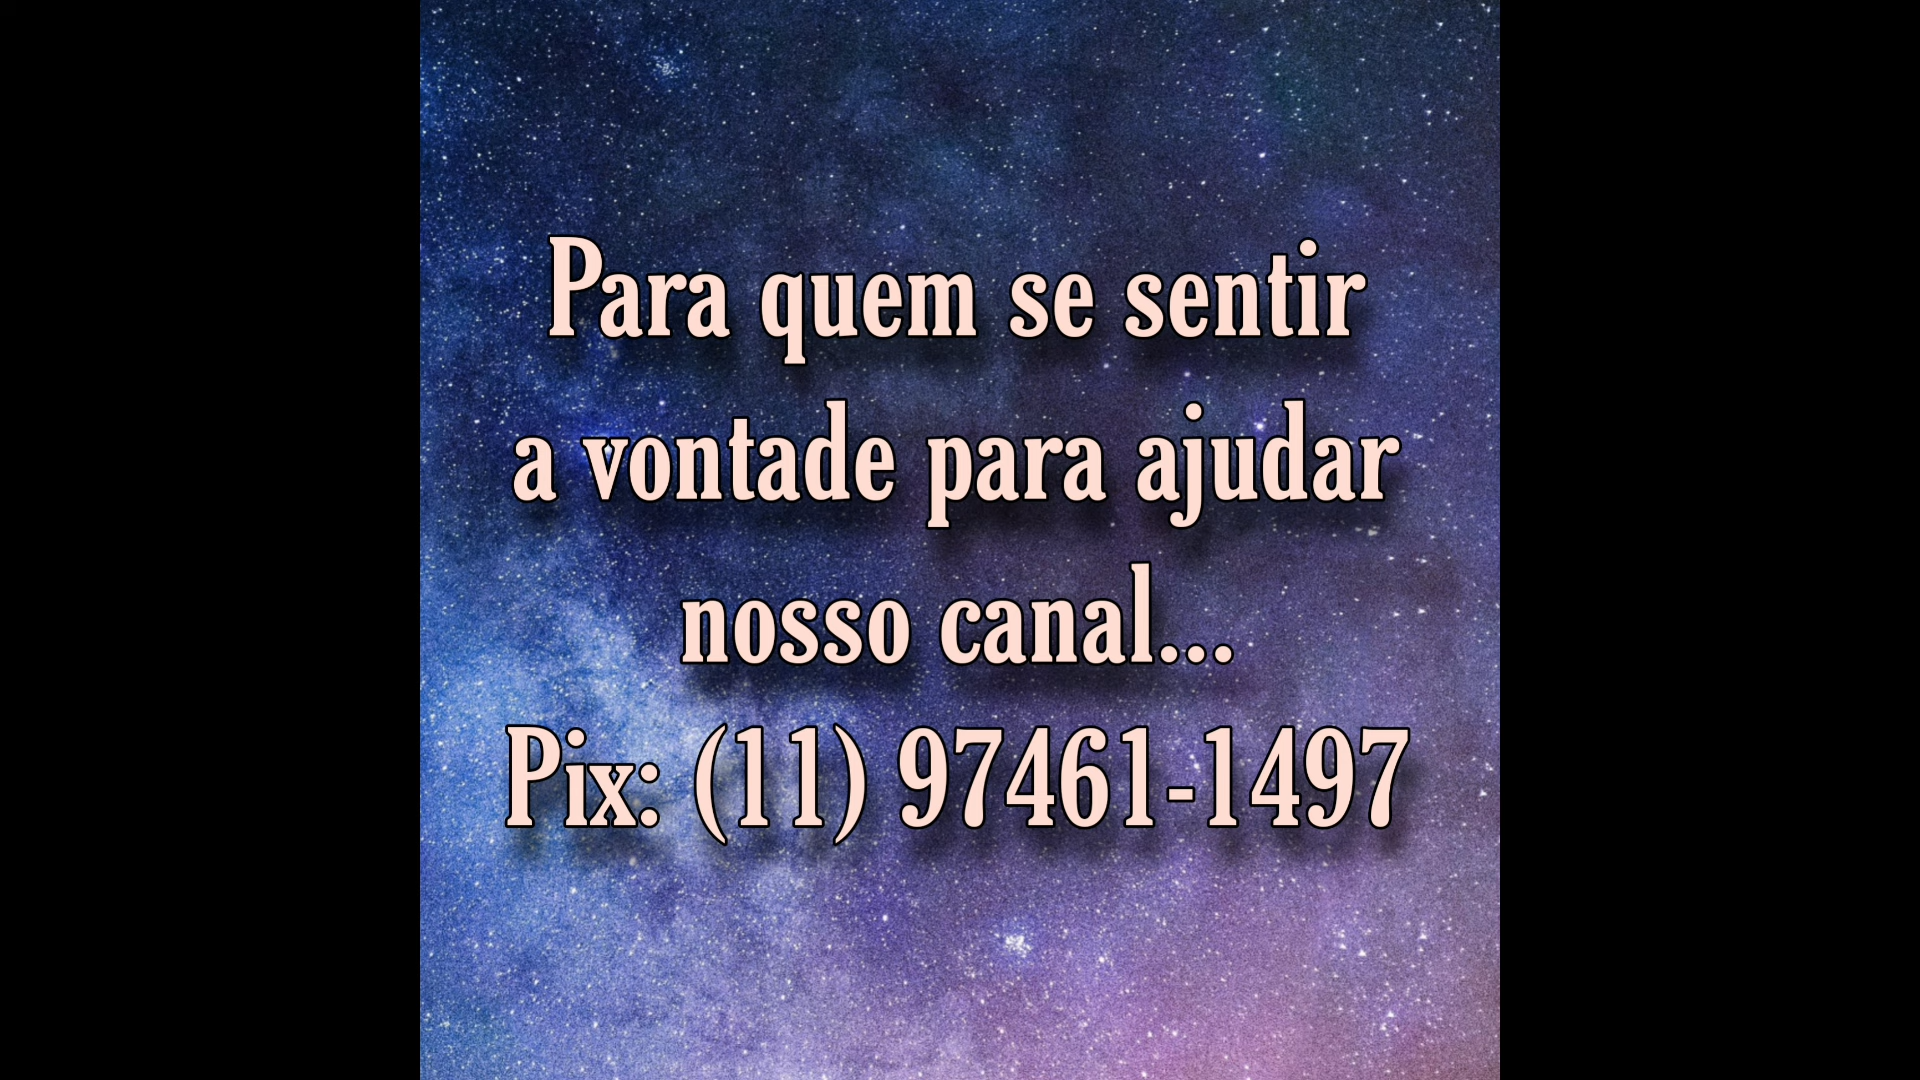 Para quem se sentir
a vontade para ajudar
nosso canal...
Pix: (11) 97461-1497